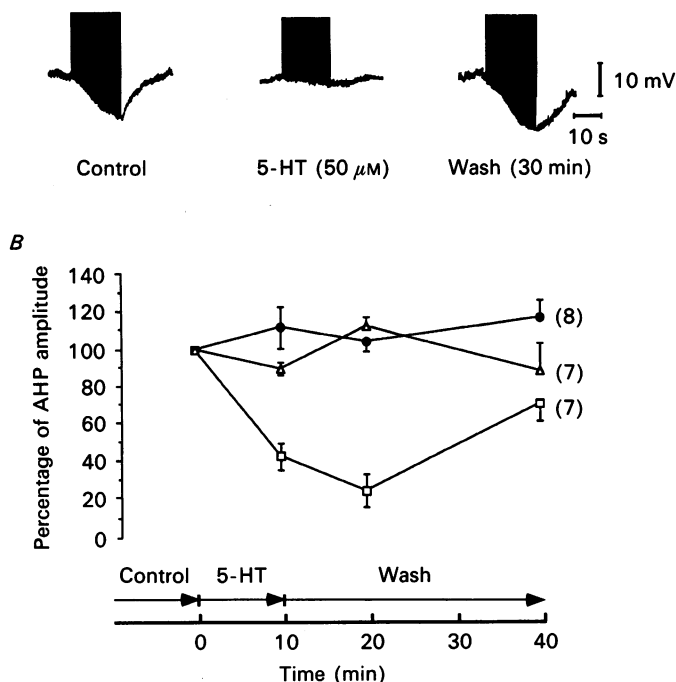 10 mV
10 s
Control
5-HT (50 μM)
Wash (30 min)
B
Percentage of AHP amplitude
140
120
100
80
60
40
20
0
(8)
(7)
(7)
Control
5-HT
Wash
0
10
20
30
40
Time (min)